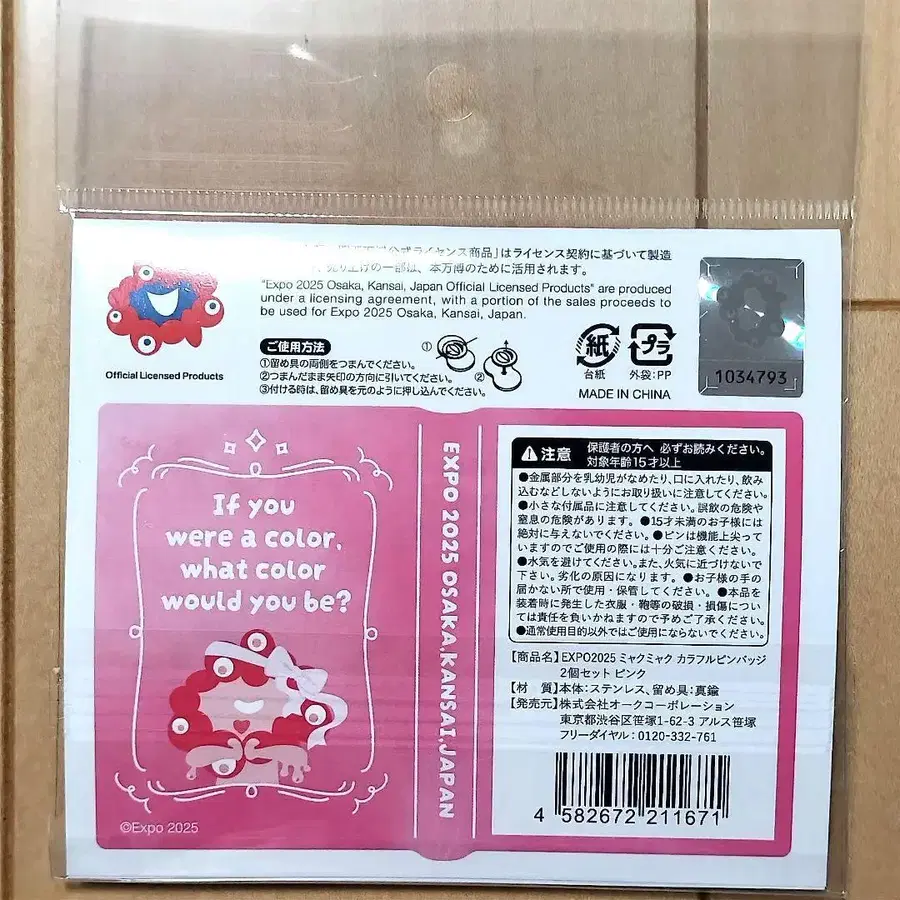 公式ライセンス商品」はライセンス契約に基づいて製造
売り上げの一部は、本万博のために活用されます。
"Expo 2025 Osaka, Kansai, Japan Official Licensed Products" are produced
under a licensing agreement, with a portion of the sales proceeds to
be used for Expo 2025 Osaka, Kansai, Japan.
Official Licensed Products
ご使用方法
①留め具の両側をつまんでください。
②つまんだまま矢印の方向に引いてください。
③付ける時は、留め具を元のように押し込んでください。
①
②
紙
台紙
プラ
外袋:PP
MADE IN CHINA
1034793
If you
were a color,
what color
would you be?
©Expo 2025
EXPO 2025 OSAKA,KANSAI,JAPAN
注意
保護者の方へ 必ずお読みください。
対象年齢15才以上
●金属部分を乳幼児がなめたり、口に入れたり、飲み
込むなどしないようにお取り扱いに注意してください。
●小さな付属品に注意してください。誤飲の危険や
窒息の危険があります。●15才未満のお子様には
絶対に与えないでください。●ピンは機能上尖って
いますのでご使用の際には十分ご注意ください。
●水気を避けてください。また、火気に近づけないで
下さい。劣化の原因になります。●お子様の手の
届かない所で使用・保管してください。●本品を
装着時に発生した衣服・鞄等の破損・損傷につい
ては責任を負いかねますので予めご了承ください。
●通常使用目的以外ではご使用にならないでください。
【商品名】EXPO2025 ミャクミャク カラフルピンバッジ
2個セット ピンク
【材 質】本体:ステンレス、留め具:真鍮
【発売元】株式会社オークコーポレーション
東京都渋谷区笹塚1-62-3 アルス笹塚
フリーダイヤル:0120-332-761
4 582672 211671